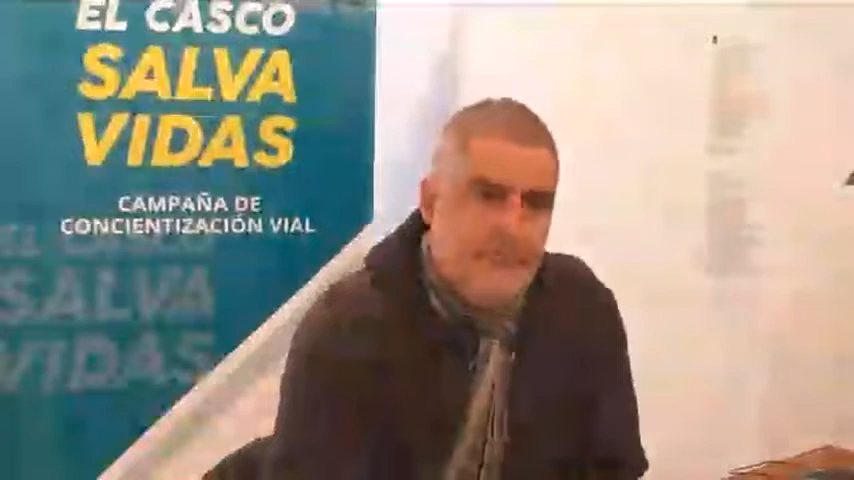 EL CASCO
SALVA
VIDAS
CAMPAÑA DE
CONCIENTIZACIÓN VIAL
SALVA
VIDAS